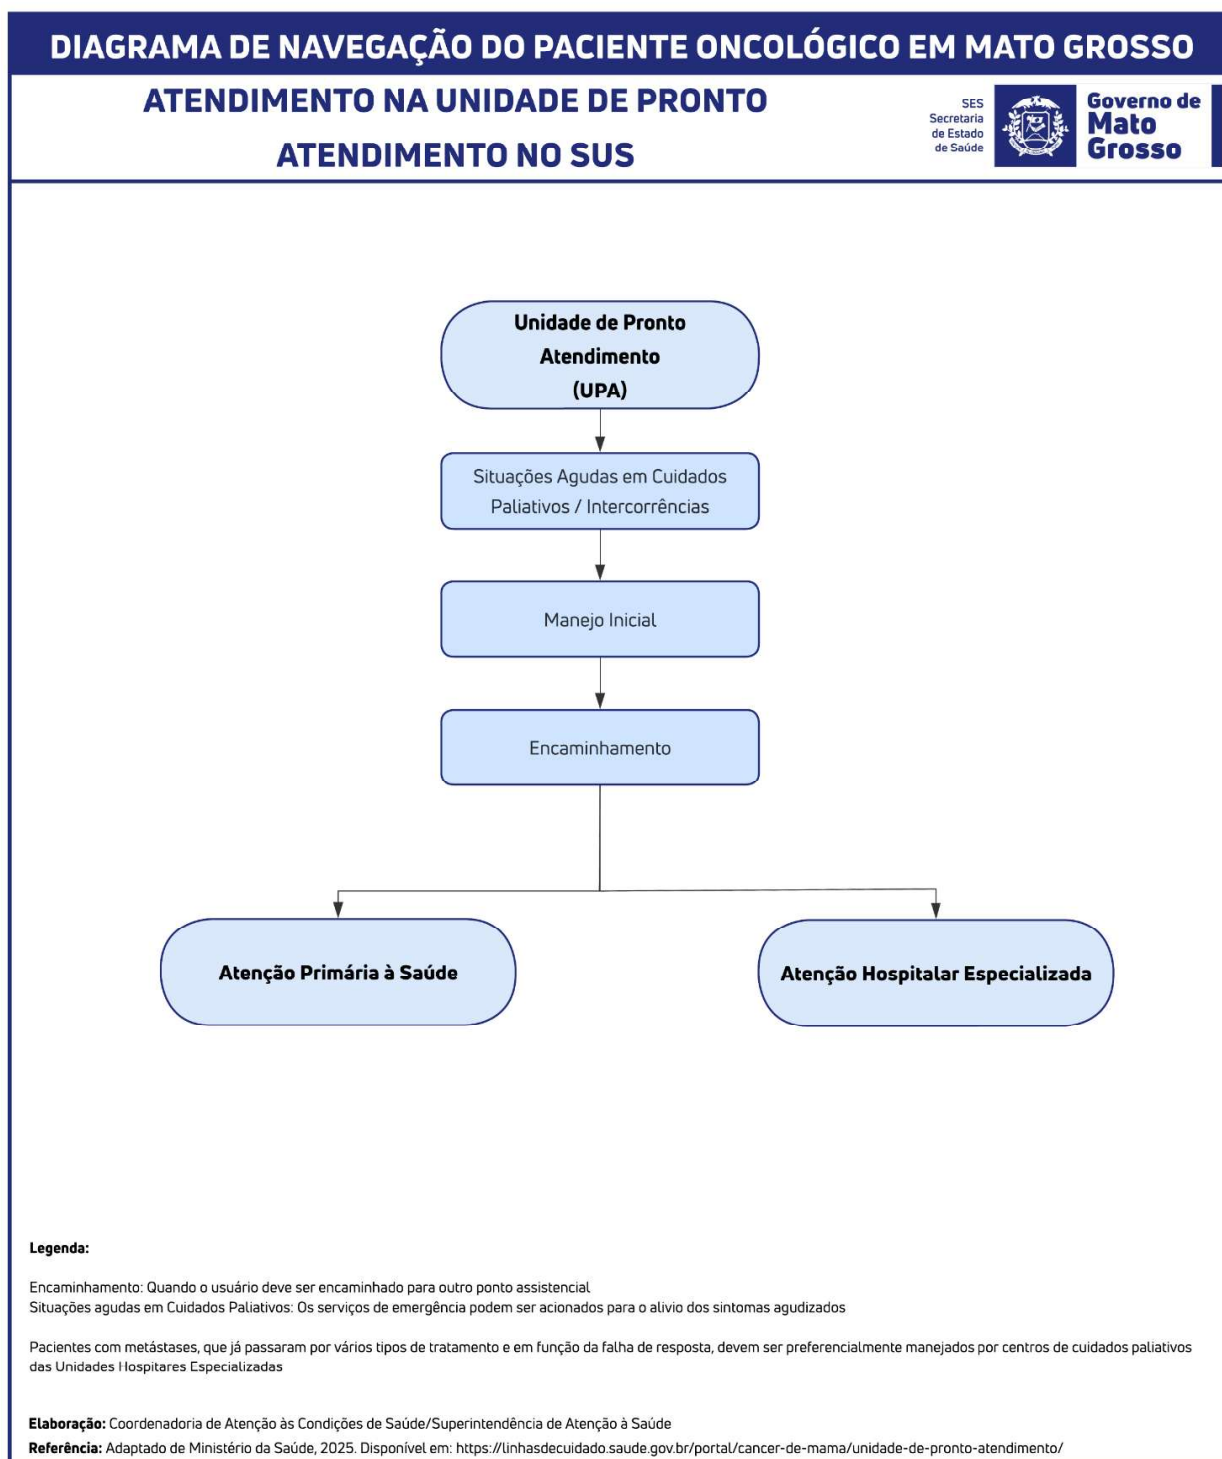 DIAGRAMA DE NAVEGAÇÃO DO PACIENTE ONCOLÓGICO EM MATO GROSSO
ATENDIMENTO NA UNIDADE DE PRONTO
ATENDIMENTO NO SUS
SES
Secretaria
de Estado
de Saúde
Governo de
Mato
Grosso
Unidade de Pronto
Atendimento
(UPA)
Situações Agudas em Cuidados
Paliativos / Intercorrências
Manejo Inicial
Encaminhamento
Atenção Primária à Saúde
Atenção Hospitalar Especializada
Legenda:
Encaminhamento: Quando o usuário deve ser encaminhado para outro ponto assistencial
Situações agudas em Cuidados Paliativos: Os serviços de emergência podem ser acionados para o alivio dos sintomas agudizados
Pacientes com metástases, que já passaram por vários tipos de tratamento e em função da falha de resposta, devem ser preferencialmente manejados por centros de cuidados paliativos
das Unidades Hospitares Especializadas
Elaboração: Coordenadoria de Atenção às Condições de Saúde/Superintendência de Atenção à Saúde
Referência: Adaptado de Ministério da Saúde, 2025. Disponível em: https://linhasdecuidado.saude.gov.br/portal/cancer-de-mama/unidade-de-pronto-atendimento/